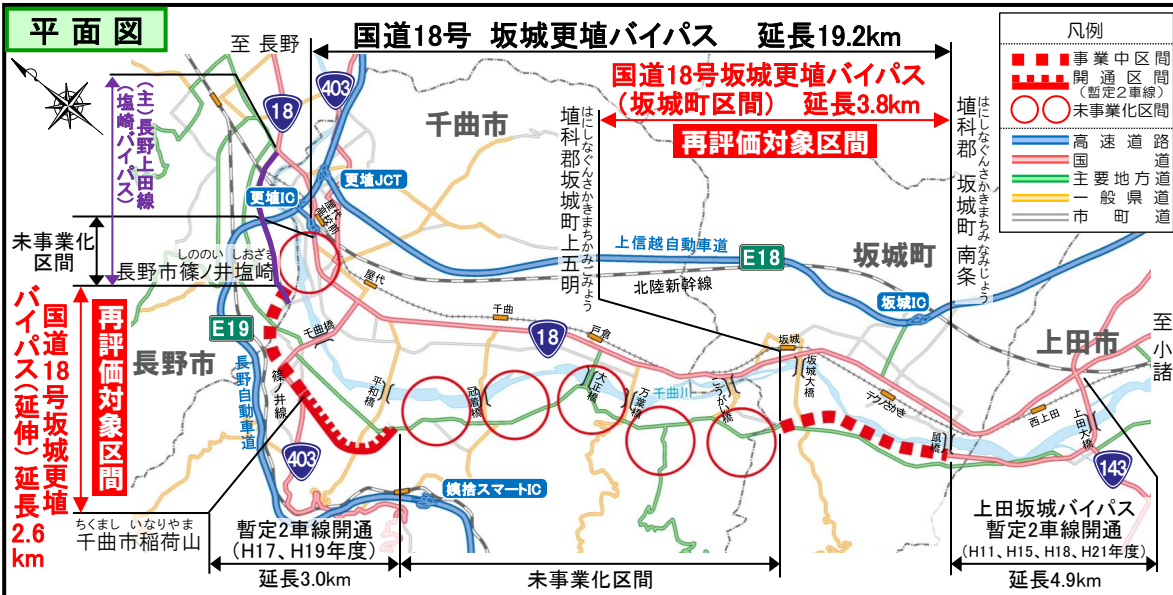 平面図
至 長野
国道18号 坂城更埴バイパス 延長19.2km
国道18号坂城更埴バイパス
(坂城町区間) 延長3.8km
再評価対象区間
凡例
事業中区間
開通区間
(暫定2車線)
未事業化区間
高速道路
国道
主要地方道
一般県道
市町道
(主)長野上田線
(塩崎バイパス)
18
403
千曲市
更埴IC
更埴JCT
屋代高校前
はにしなぐんさかきまちかみごみょう
埴科郡坂城町上五明
はにしなぐんさかきまちみなみじょう
埴科郡 坂城町 南条
未事業化
区間
しののい しおざき
長野市篠ノ井塩崎
上信越自動車道
E18
坂城町
北陸新幹線
坂城IC
屋代
千曲
戸倉
坂城
18
上田市
至 小諸
国道18号坂城更埴
バイパス(延伸) 延長2.6km
再評価対象区間
E19
長野市
長野自動車道
篠ノ井線
千曲橋
平和橋
冠着橋
大正橋
万葉橋
千曲川
こうがい橋
坂城大橋
テクノさかき
鼠橋
西上田
上田大橋
143
403
姨捨スマートIC
ちくまし いなりやま
千曲市稲荷山
暫定2車線開通
(H17、H19年度)
延長3.0km
未事業化区間
上田坂城バイパス
暫定2車線開通
(H11、H15、H18、H21年度)
延長4.9km